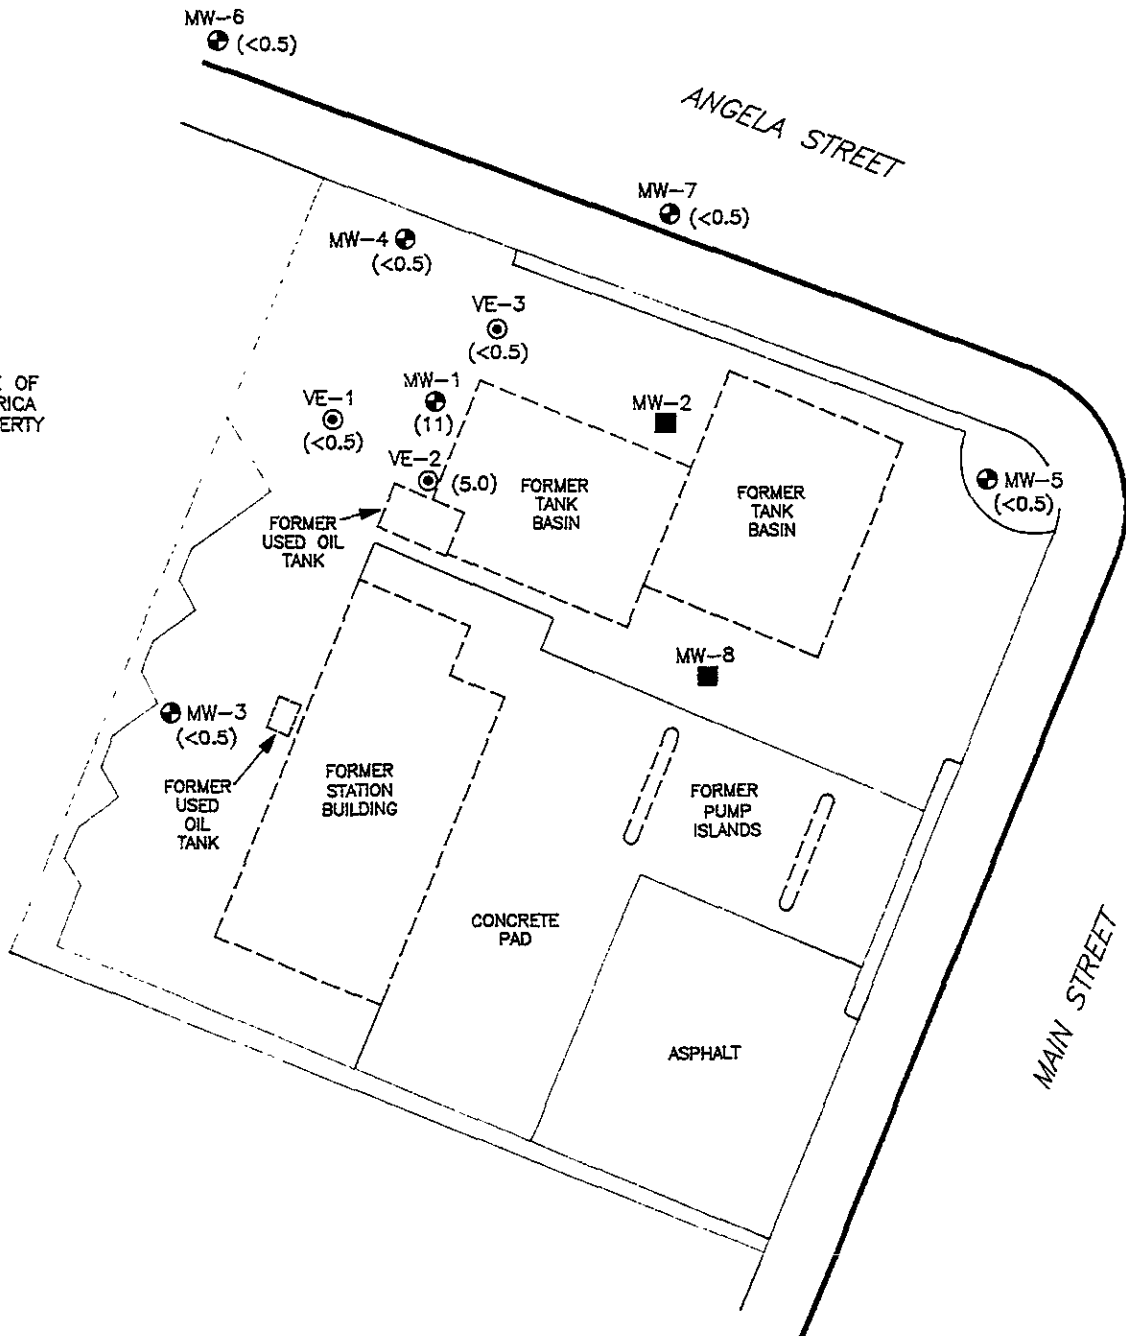 MW-6
(<0.5)
ANGELA STREET
MW-7
(<0.5)
MW-4
(<0.5)
VE-3
(<0.5)
OF
RICA
ERTY
MW-1
(11)
VE-1
(<0.5)
MW-2
VE-2
(5.0)
MW-5
(<0.5)
FORMER
TANK
BASIN
FORMER
TANK
BASIN
FORMER
USED OIL
TANK
MW-8
MW-3
(<0.5)
FORMER
USED
OIL
TANK
FORMER
STATION
BUILDING
FORMER
PUMP
ISLANDS
CONCRETE
PAD
ASPHALT
MAIN STREET